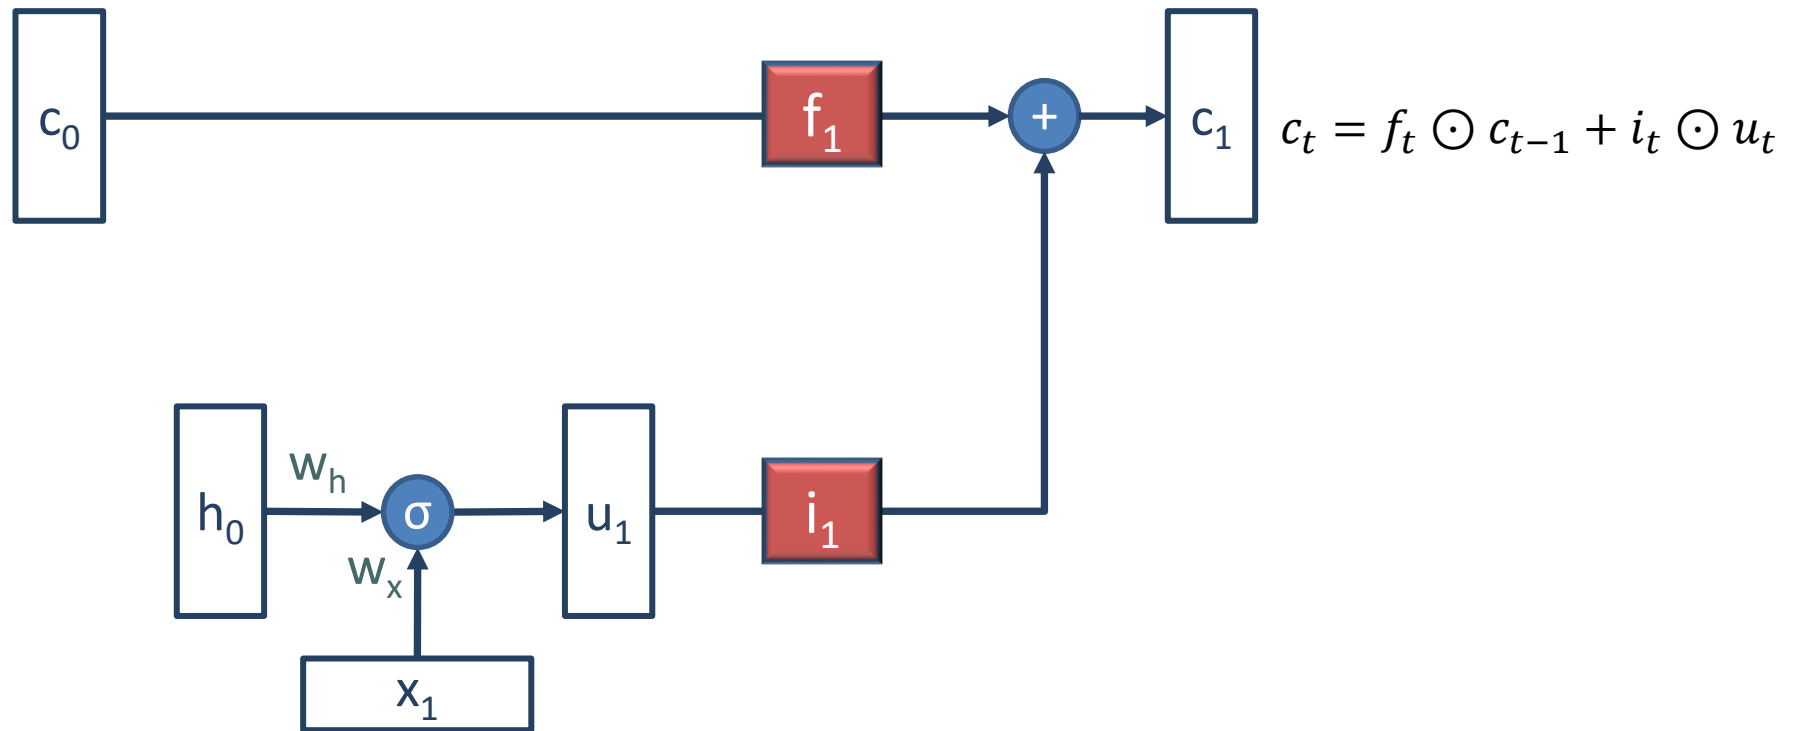 c₀
f₁
+
c₁
𝑐ₜ = 𝑓ₜ ⊙ 𝑐ₜ₋₁ + 𝑖ₜ ⊙ 𝑢ₜ
h₀
wₕ
σ
wₓ
u₁
i₁
x₁